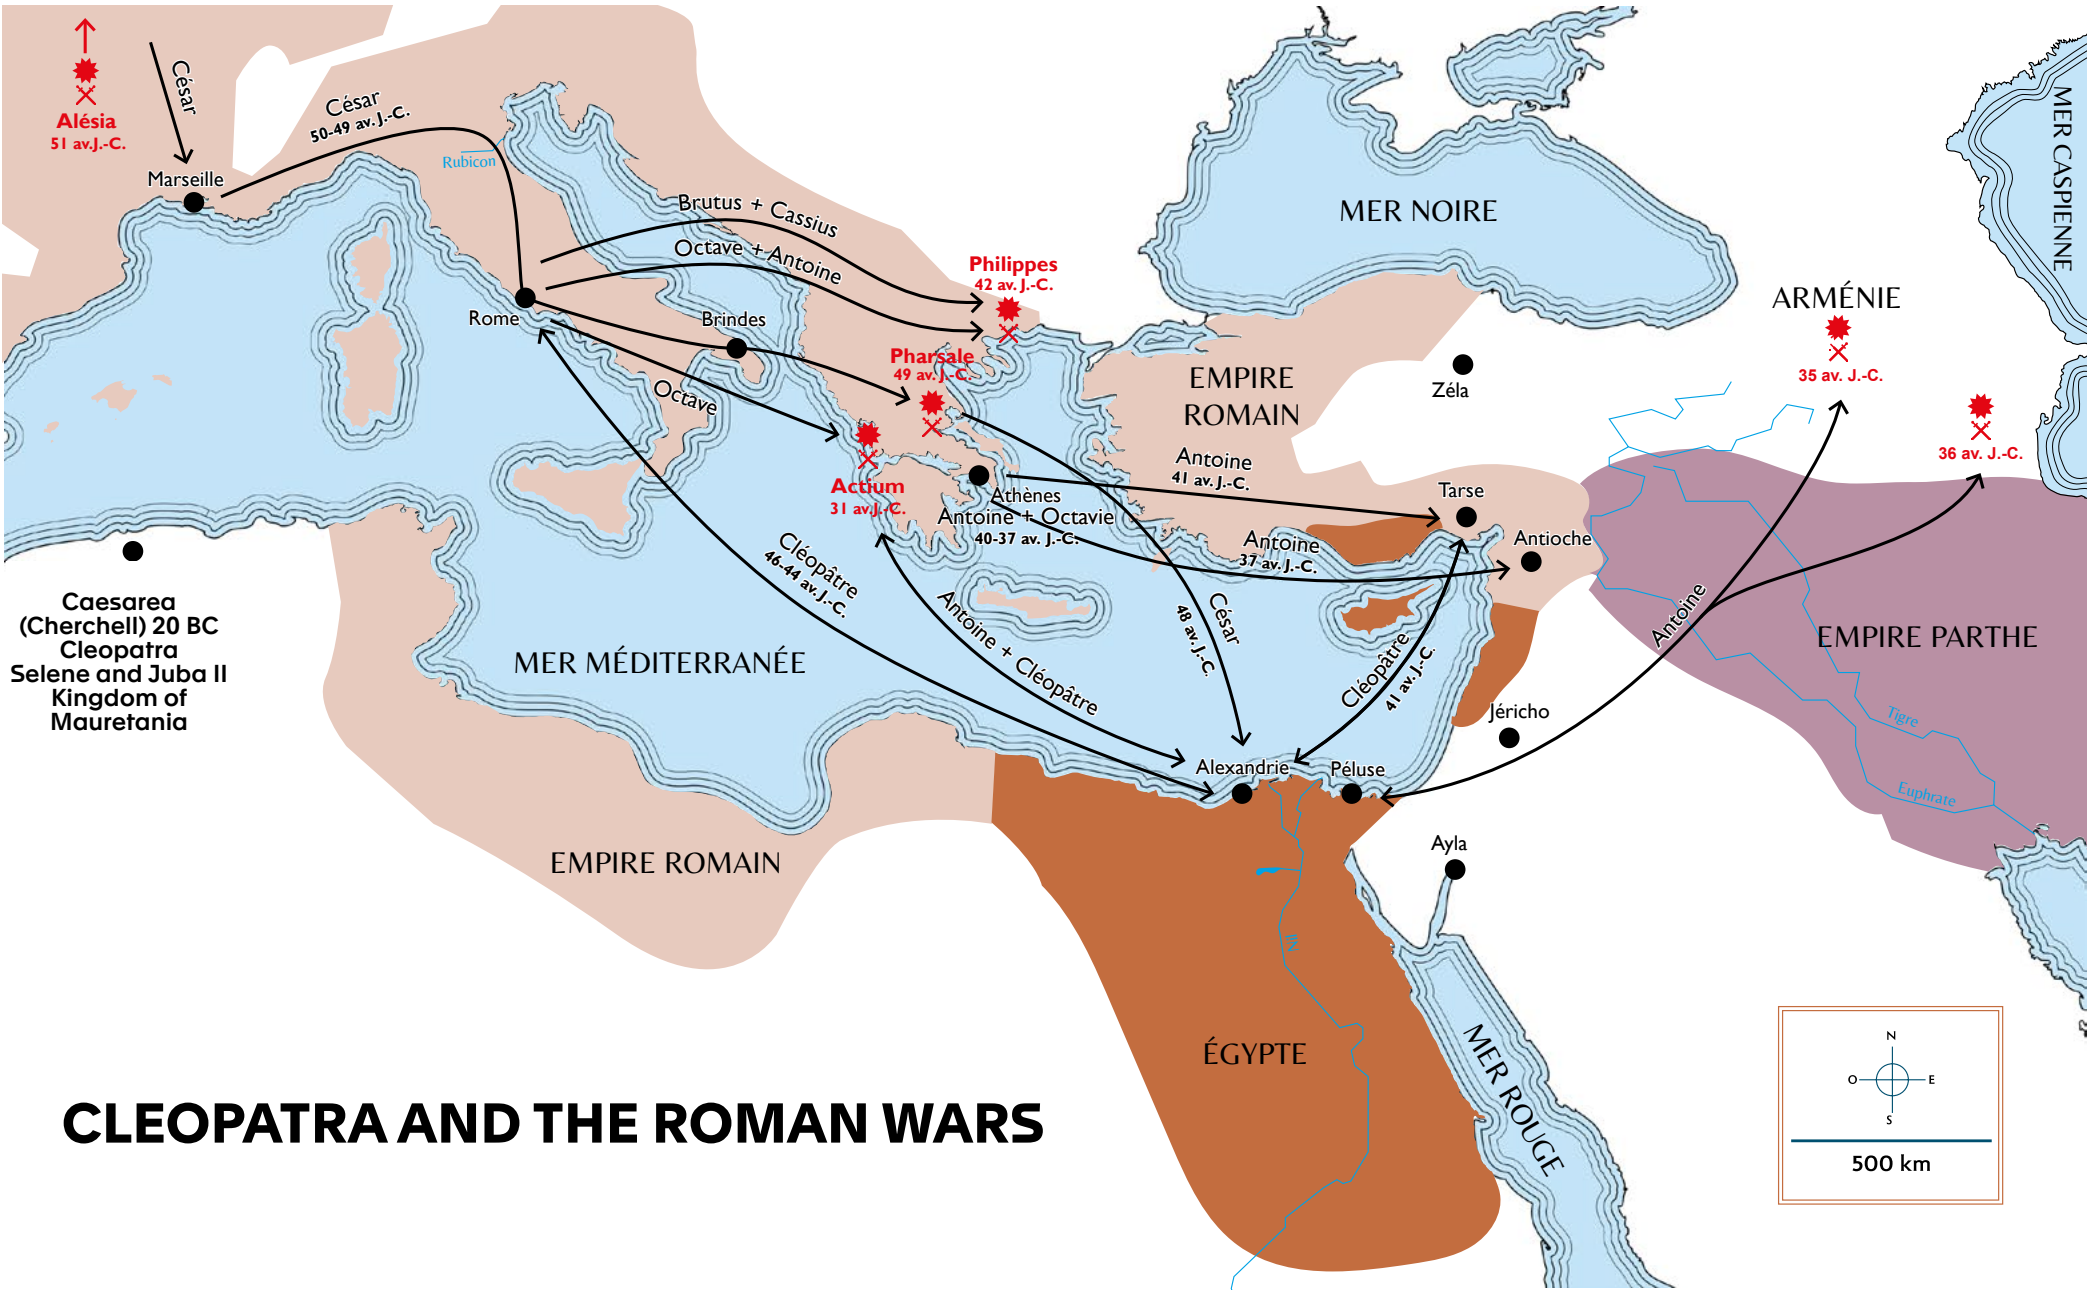 César
Alésia
51 av.J.-C.
César
50-49 av. J.-C.
Marseille
Rubicon
Brutus + Cassius
Octave + Antoine
Philippes
42 av. J.-C.
MER NOIRE
MER CASPIENNE
ARMÉNIE
35 av. J.-C.
Rome
Brindes
Pharsale
49 av. J.-C.
EMPIRE
ROMAIN
Zéla
Octave
36 av. J.-C.
Actium
31 av.J.-C.
Athènes
Antoine + Octavie
40-37 av. J.-C.
Antoine
41 av. J.-C.
Tarse
Antoine
37 av. J.-C.
Antioche
Caesarea
(Cherchell) 20 BC
Cleopatra
Selene and Juba II
Kingdom of
Mauretania
Cléopâtre
46-44 av. J.-C.
Antoine + Cléopâtre
César
48 av. J.-C.
Cléopâtre
41 av. J.-C.
Antoine
EMPIRE PARTHE
MER MÉDITERRANÉE
Jéricho
Tigre
Euphrate
Alexandrie
Péluse
Ayla
EMPIRE ROMAIN
Nil
ÉGYPTE
MER ROUGE
CLEOPATRA AND THE ROMAN WARS
N
O
E
S
500 km